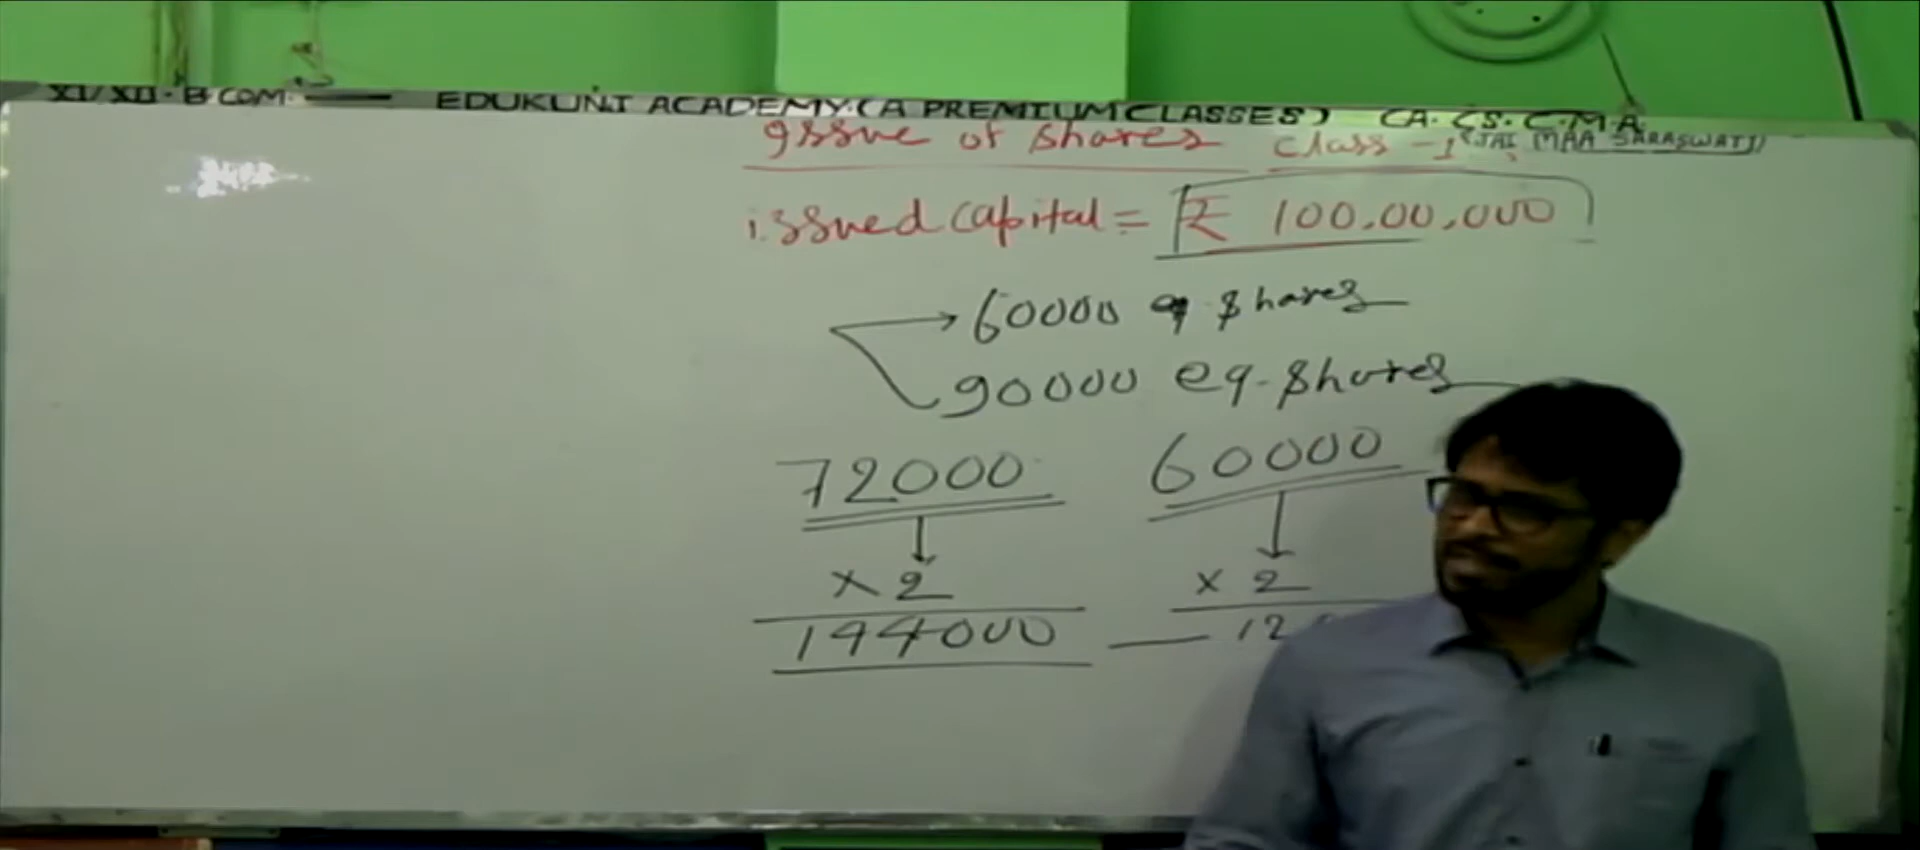 XI/XII. B.COM. — EDUKUNJ ACADEMY.(A PREMIUM CLASSES) CA. CS. C.M.A
Issue of shares Class -1 (JAI MAA SARASWATI)
issued capital = ₹ 100,00,000
60000 eq. shares
90000 eq. shares
72000 60000
× 2 × 2
144000 — 12